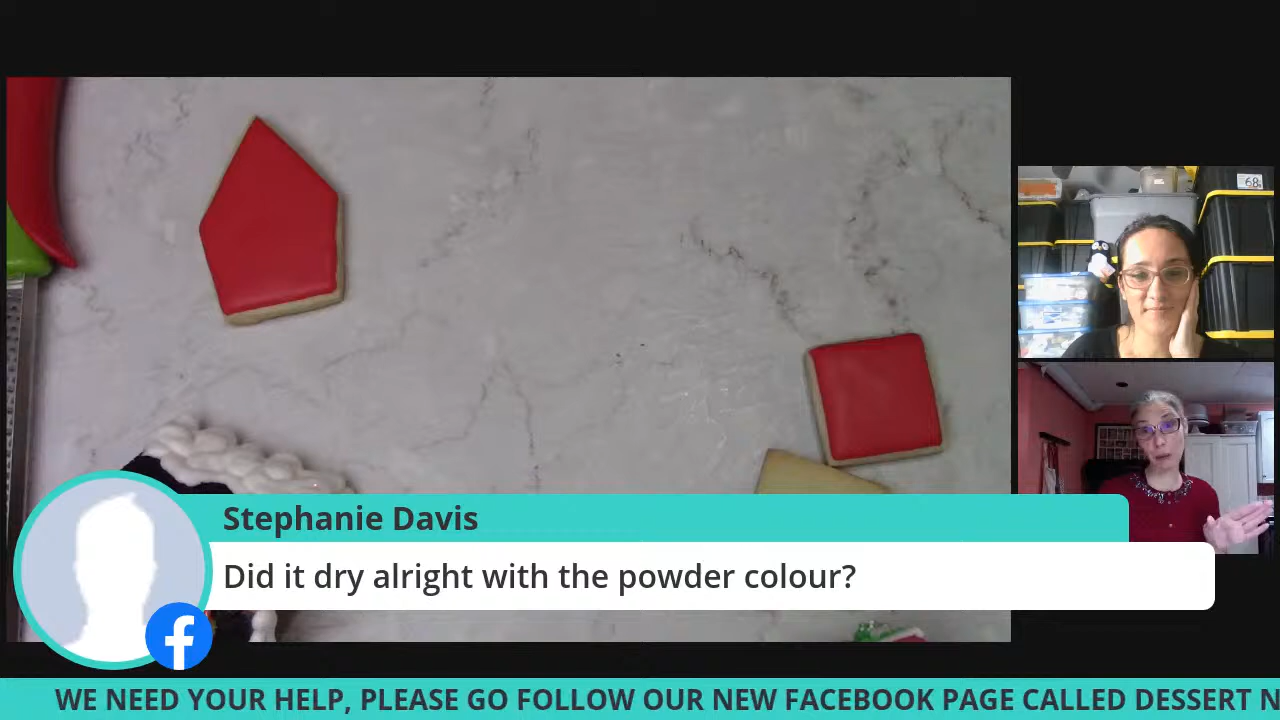 68
Stephanie Davis
Did it dry alright with the powder colour?
WE NEED YOUR HELP, PLEASE GO FOLLOW OUR NEW FACEBOOK PAGE CALLED DESSERT N